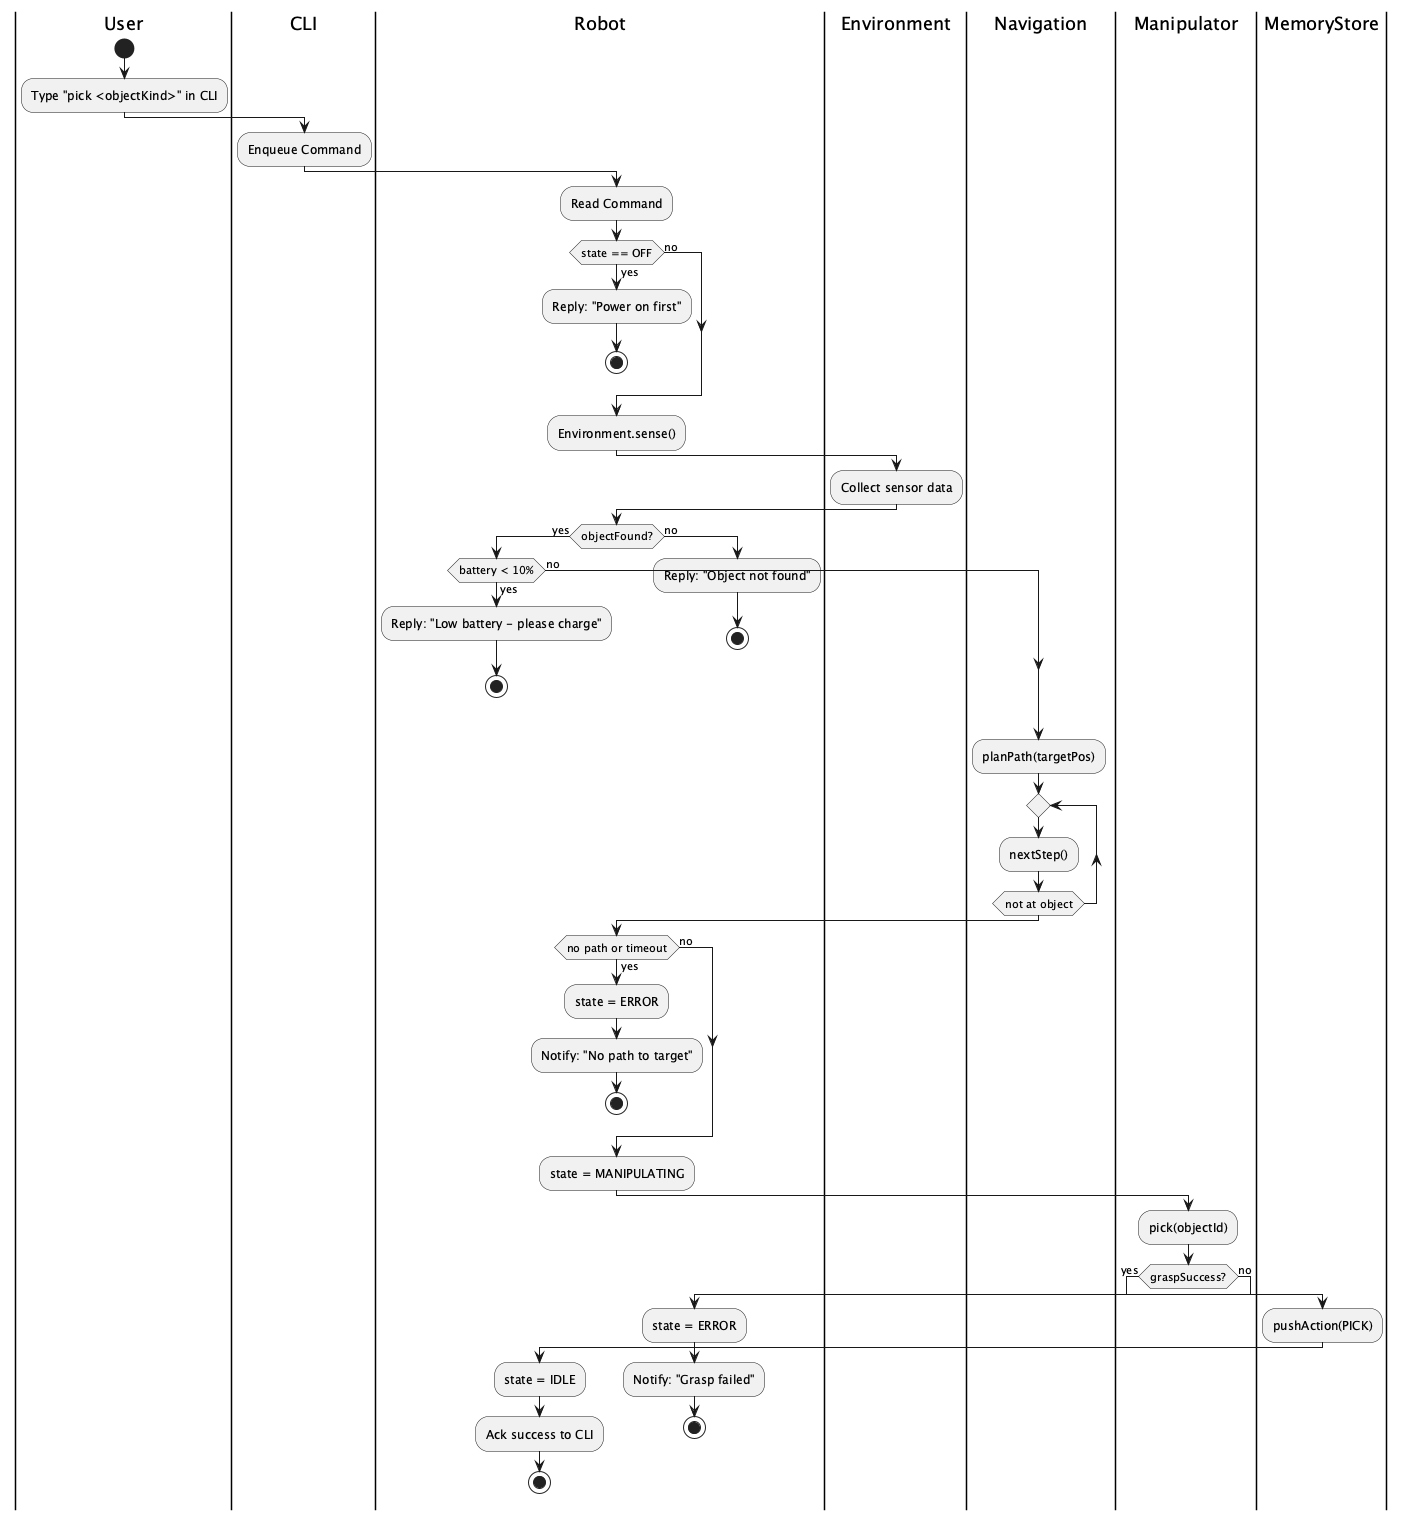 User
CLI
Robot
Environment
Navigation
Manipulator
MemoryStore
Type "pick <objectKind>" in CLI
Enqueue Command
Read Command
state == OFF
no
yes
Reply: "Power on first"
Environment.sense()
Collect sensor data
yes
objectFound?
no
battery < 10%
no
Reply: "Object not found"
yes
Reply: "Low battery - please charge"
planPath(targetPos)
nextStep()
not at object
no path or timeout
no
yes
state = ERROR
Notify: "No path to target"
state = MANIPULATING
pick(objectId)
yes
graspSuccess?
no
state = ERROR
pushAction(PICK)
state = IDLE
Notify: "Grasp failed"
Ack success to CLI